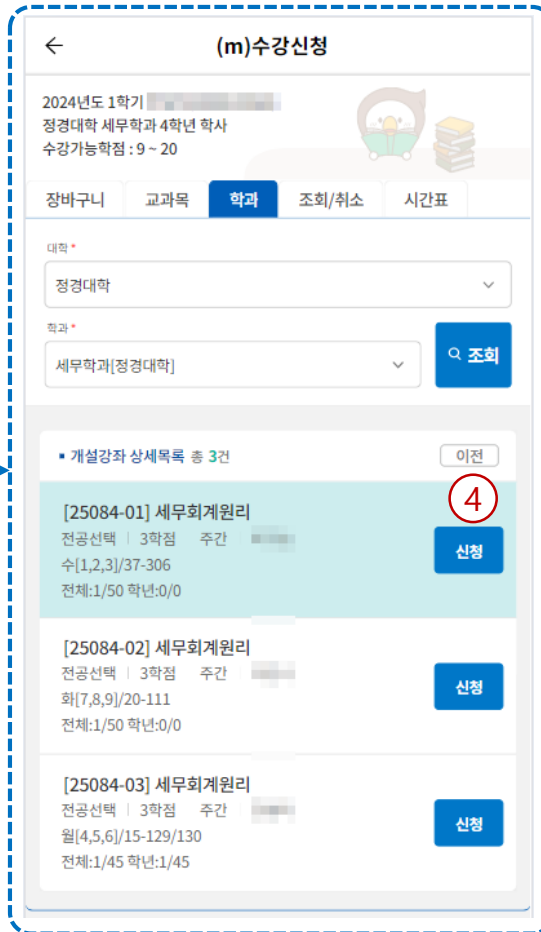 (m)수강신청
2024년도 1학기
정경대학 세무학과 4학년 학사
수강가능학점 : 9 ~ 20
장바구니 교과목 학과 조회/취소 시간표
대학 *
정경대학
학과 *
세무학과[정경대학]
조회
개설강좌 상세목록 총 3건 이전
④
[25084-01] 세무회계원리
전공선택 | 3학점 주간 |
신청
수[1,2,3]/37-306
전체:1/50 학년:0/0
[25084-02] 세무회계원리
전공선택 | 3학점 주간 |
신청
화[7,8,9]/20-111
전체:1/50 학년:0/0
[25084-03] 세무회계원리
전공선택 | 3학점 주간 |
신청
월[4,5,6]/15-129/130
전체:1/45 학년:1/45